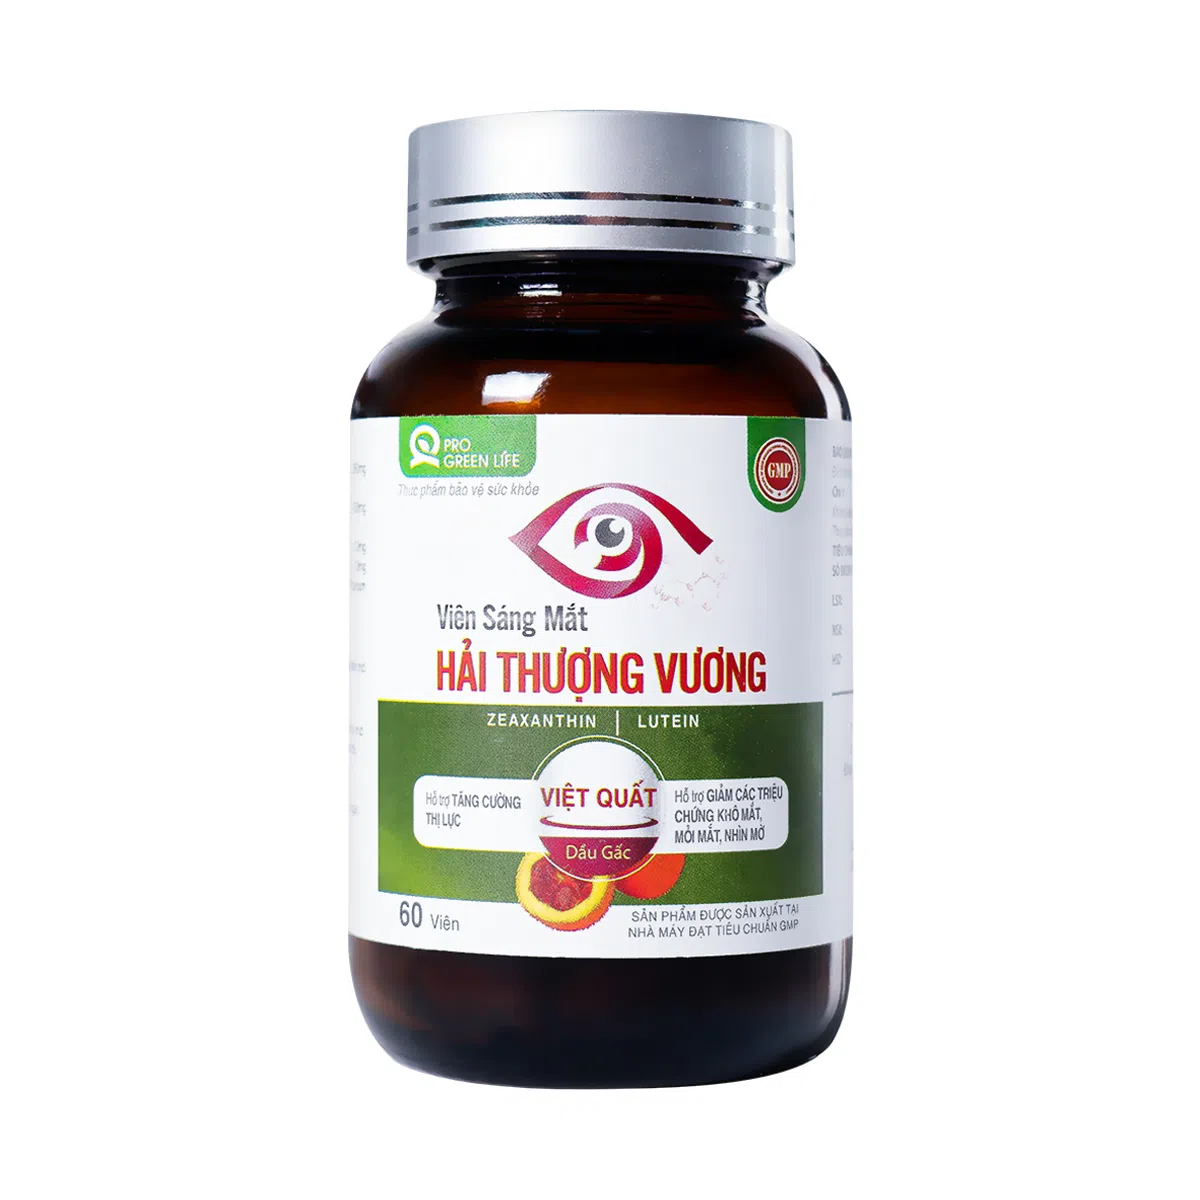 PRO
GREEN LIFE
Thực phẩm bảo vệ sức khỏe
GMP
Viên Sáng Mắt
HẢI THƯỢNG VƯƠNG
ZEAXANTHIN | LUTEIN
Hỗ trợ TĂNG CƯỜNG
THỊ LỰC
VIỆT QUẤT
Dầu Gấc
Hỗ trợ GIẢM CÁC TRIỆU
CHỨNG KHÔ MẮT,
MỎI MẮT, NHÌN MỜ
60 Viên
SẢN PHẨM ĐƯỢC SẢN XUẤT TẠI
NHÀ MÁY ĐẠT TIÊU CHUẨN GMP